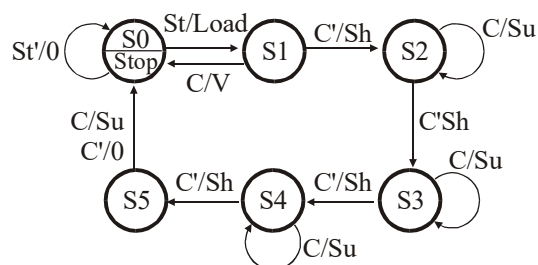 St/Load
C'/Sh
C/Su
St'/0
S0
Stop
S1
S2
C/V
C/Su
C'/0
C'Sh
C/Su
C'/Sh
C'/Sh
S5
S4
S3
C/Su